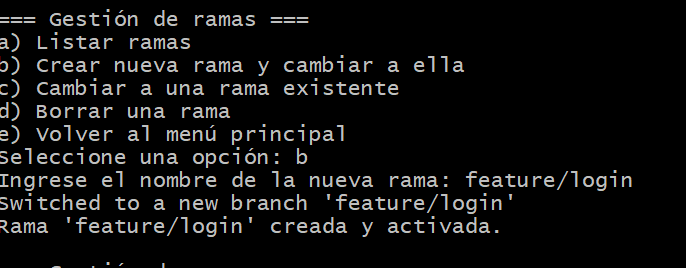 === Gestión de ramas ===
a) Listar ramas
b) Crear nueva rama y cambiar a ella
c) Cambiar a una rama existente
d) Borrar una rama
e) Volver al menú principal
Seleccione una opción: b
Ingrese el nombre de la nueva rama: feature/login
Switched to a new branch 'feature/login'
Rama 'feature/login' creada y activada.